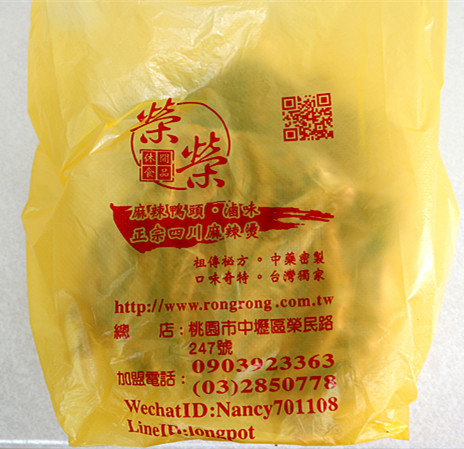 榮榮
休閒食品
麻辣鴨頭。滷味
正宗四川麻辣燙
祖傳秘方。中藥密製
口味奇特。台灣獨家
http://www.rongrong.com.tw
總 店:桃園市中壢區榮民路
247號
0903923363
加盟電話:(03)2850778
WechatID:Nancy701108
LineID:longpot